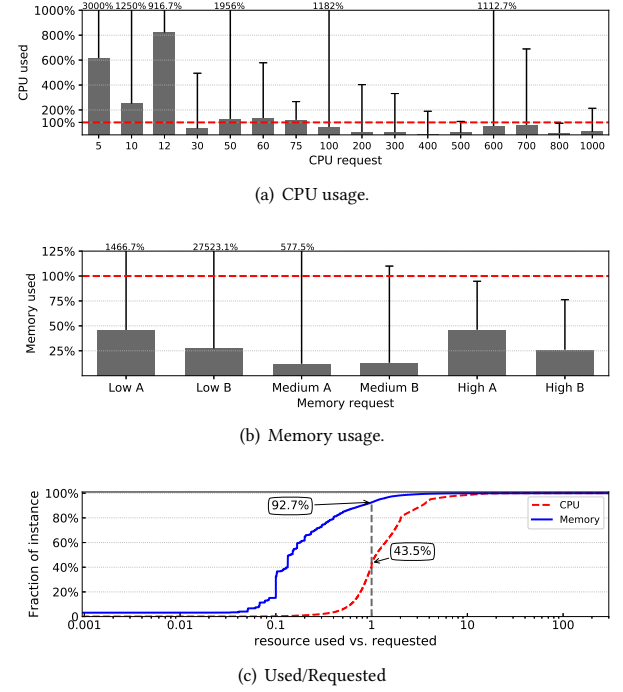 3000% 1250% 916.7% 1956% 1182% 1112.7%
1000%
800%
600%
400%
200%
100%
CPU used
5 10 12 30 50 60 75 100 200 300 400 500 600 700 800 1000
CPU request
(a) CPU usage.
1466.7% 27523.1% 577.5%
125%
100%
75%
50%
25%
Memory used
Low A Low B Medium A Medium B High A High B
Memory request
(b) Memory usage.
100%
80%
60%
40%
20%
0
Fraction of instance
92.7%
43.5%
CPU
Memory
0.001 0.01 0.1 1 10 100
resource used vs. requested
(c) Used/Requested